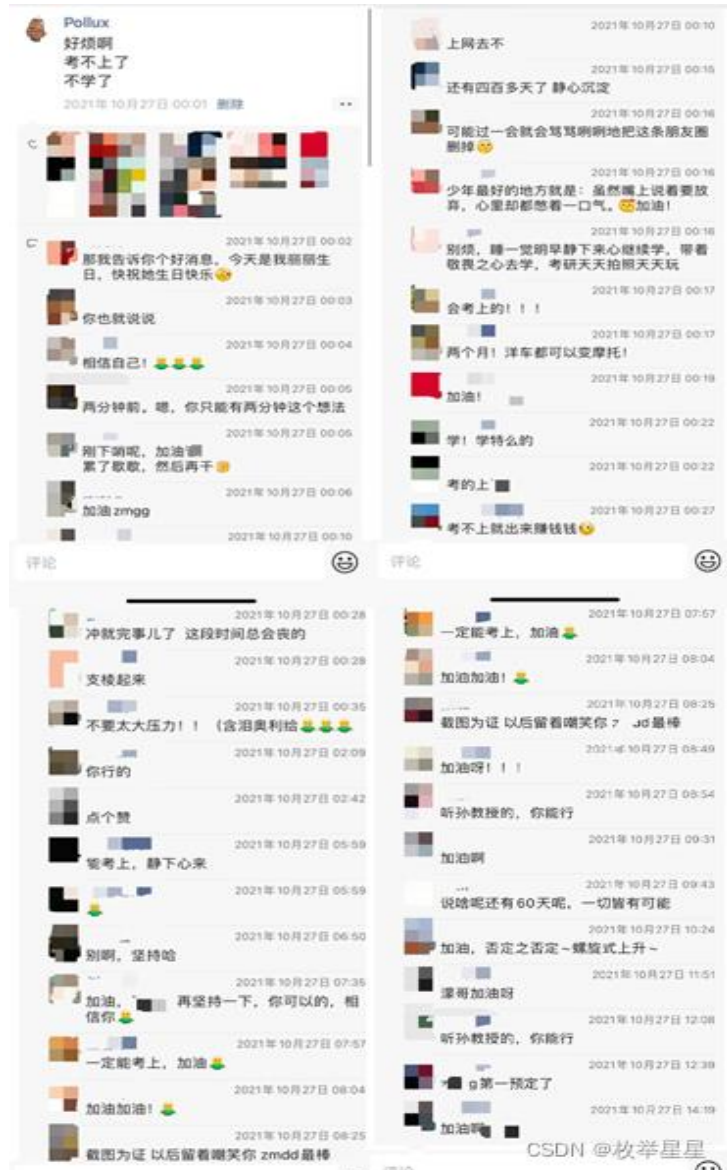 Pollux
好烦啊
考不上了
不学了
2021年10月27日 00:01 删除
2021年10月27日 00:02
那我告诉你个好消息，今天是我丽丽生
日，快祝她生日快乐
2021年10月27日 00:03
你也就说说
2021年10月27日 00:04
相信自己！
2021年10月27日 00:05
两分钟前。嗯，你只能有两分钟这个想法
2021年10月27日 00:05
刚下哨呢，加油
累了歇歇，然后再干
2021年10月27日 00:06
加油zmgg
2021年10月27日 00:10
评论
2021年10月27日 00:10
上网去不
2021年10月27日 00:15
还有四百多天了 静心沉淀
2021年10月27日 00:16
可能过一会就会骂骂咧咧地把这条朋友圈
删掉
2021年10月27日 00:16
少年最好的地方就是：虽然嘴上说着要放
弃，心里却都憋着一口气。加油！
2021年10月27日 00:16
别烦，睡一觉明早静下来心继续学，带着
敬畏之心去学，考研天天拍照天天玩
2021年10月27日 00:17
会考上的！！！
2021年10月27日 00:17
两个月！洋车都可以变摩托！
2021年10月27日 00:19
加油！
2021年10月27日 00:22
学！学特么的
2021年10月27日 00:22
考的上
2021年10月27日 00:27
考不上就出来赚钱钱
评论
2021年10月27日 00:28
冲就完事儿了 这段时间总会丧的
2021年10月27日 00:28
支棱起来
2021年10月27日 00:35
不要太大压力！！（含泪奥利给
2021年10月27日 02:09
你行的
2021年10月27日 02:42
点个赞
2021年10月27日 05:59
能考上，静下心来
2021年10月27日 05:59
2021年10月27日 06:50
别啊，坚持哈
2021年10月27日 07:35
加油， 再坚持一下，你可以的，相
信你
2021年10月27日 07:57
一定能考上，加油
2021年10月27日 08:04
加油加油！
2021年10月27日 08:25
截图为证 以后留着嘲笑你 zmdd最棒
2021年10月27日 07:57
一定能考上，加油
2021年10月27日 08:04
加油加油！
2021年10月27日 08:25
截图为证 以后留着嘲笑你 dd最棒
2021年10月27日 08:49
加油呀！！！
2021年10月27日 08:54
听孙教授的，你能行
2021年10月27日 09:31
加油啊
2021年10月27日 09:43
说啥呢还有60天呢，一切皆有可能
2021年10月27日 10:24
加油，否定之否定~螺旋式上升~
2021年10月27日 11:51
哥加油呀
2021年10月27日 12:08
听孙教授的，你能行
2021年10月27日 12:39
g第一预定了
2021年10月27日 14:19
加油啊
CSDN @枚举星星